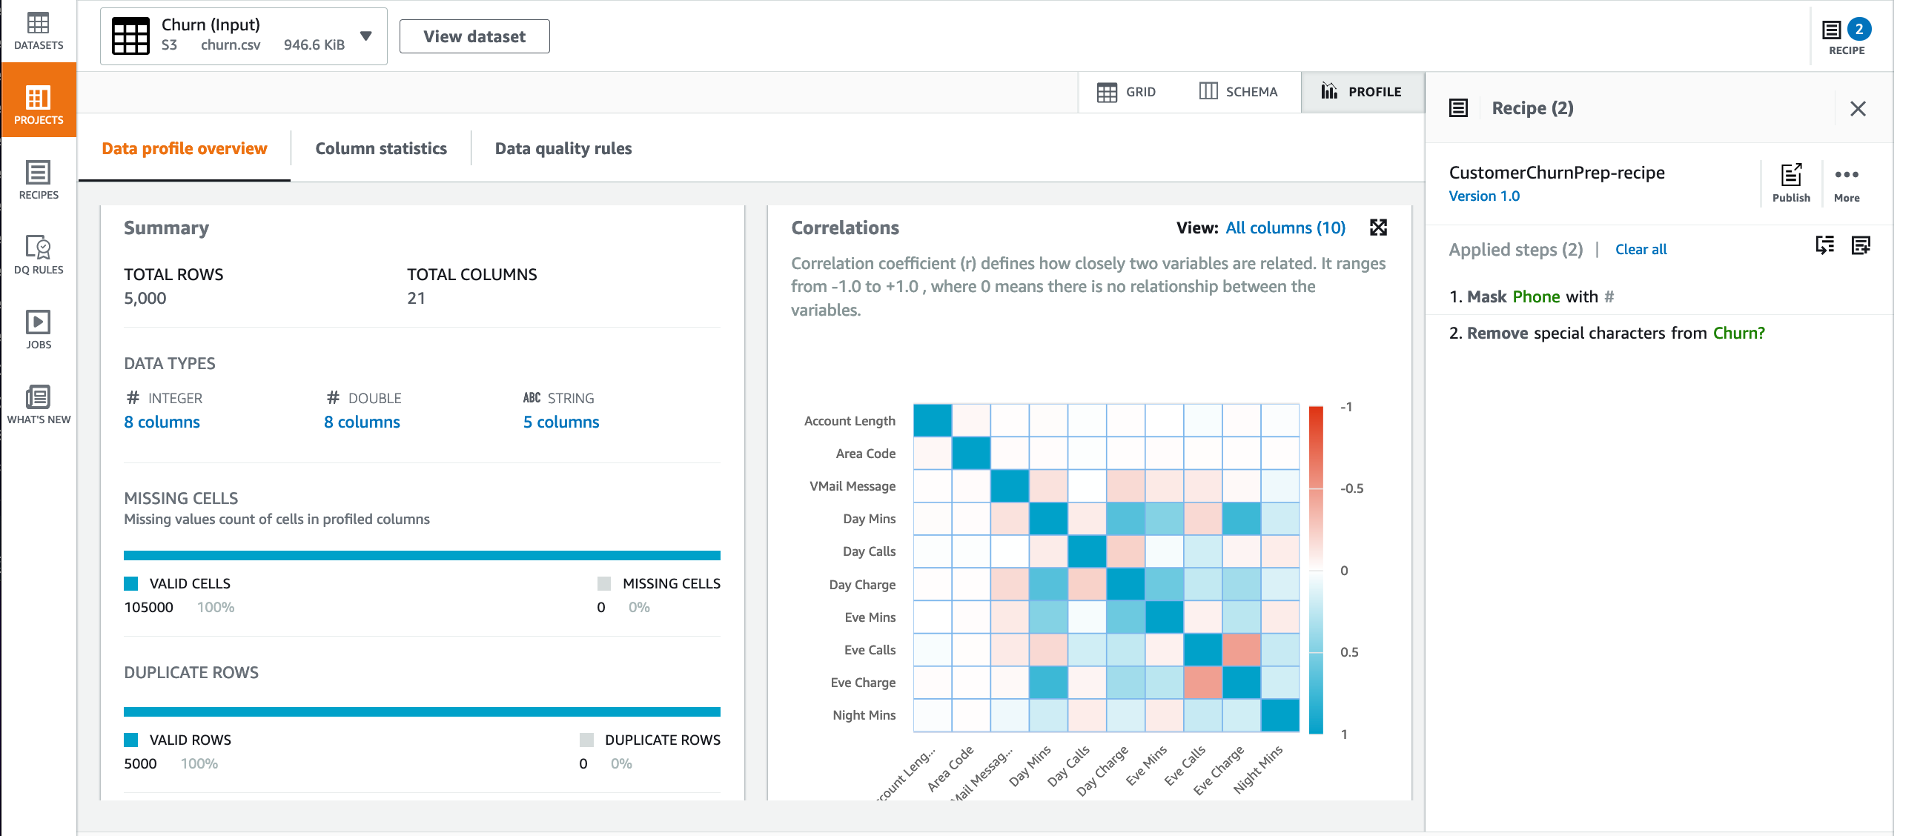 DATASETS
PROJECTS
RECIPES
DQ RULES
JOBS
WHAT'S NEW
Churn (Input)
S3 churn.csv 946.6 KiB
View dataset
2
RECIPE
GRID
SCHEMA
PROFILE
Data profile overview
Column statistics
Data quality rules
Summary
TOTAL ROWS
5,000
TOTAL COLUMNS
21
DATA TYPES
# INTEGER
8 columns
# DOUBLE
8 columns
ABC STRING
5 columns
MISSING CELLS
Missing values count of cells in profiled columns
VALID CELLS
105000 100%
MISSING CELLS
0 0%
DUPLICATE ROWS
VALID ROWS
5000 100%
DUPLICATE ROWS
0 0%
Correlations
View: All columns (10)
Correlation coefficient (r) defines how closely two variables are related. It ranges
from -1.0 to +1.0 , where 0 means there is no relationship between the
variables.
Account Length
Area Code
VMail Message
Day Mins
Day Calls
Day Charge
Eve Mins
Eve Calls
Eve Charge
Night Mins
-1
-0.5
0
0.5
1
count Leng...
Area Code
Mail Messag...
Day Mins
Day Calls
Day Charge
Eve Mins
Eve Calls
Eve Charge
Night Mins
Recipe (2)
CustomerChurnPrep-recipe
Version 1.0
Publish
More
Applied steps (2) | Clear all
1. Mask Phone with #
2. Remove special characters from Churn?